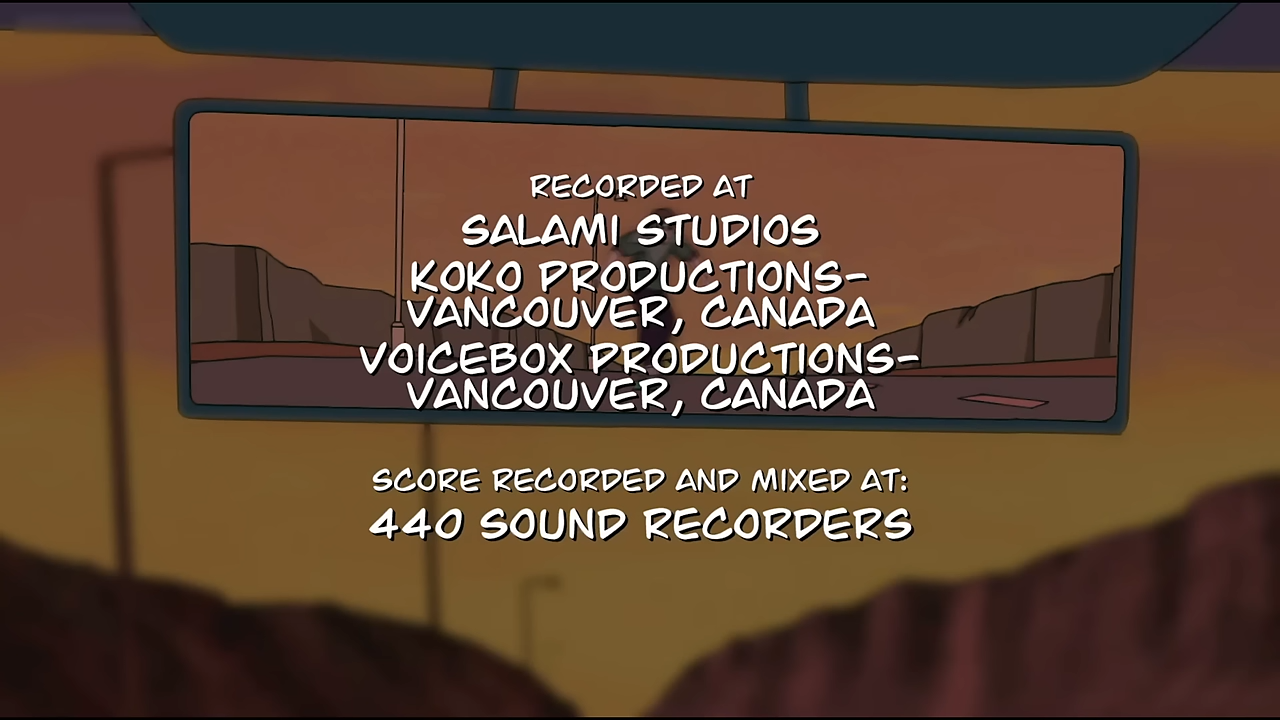 RECORDED AT
SALAMI STUDIOS
KOKO PRODUCTIONS-
VANCOUVER, CANADA
VOICEBOX PRODUCTIONS-
VANCOUVER, CANADA
SCORE RECORDED AND MIXED AT:
440 SOUND RECORDERS